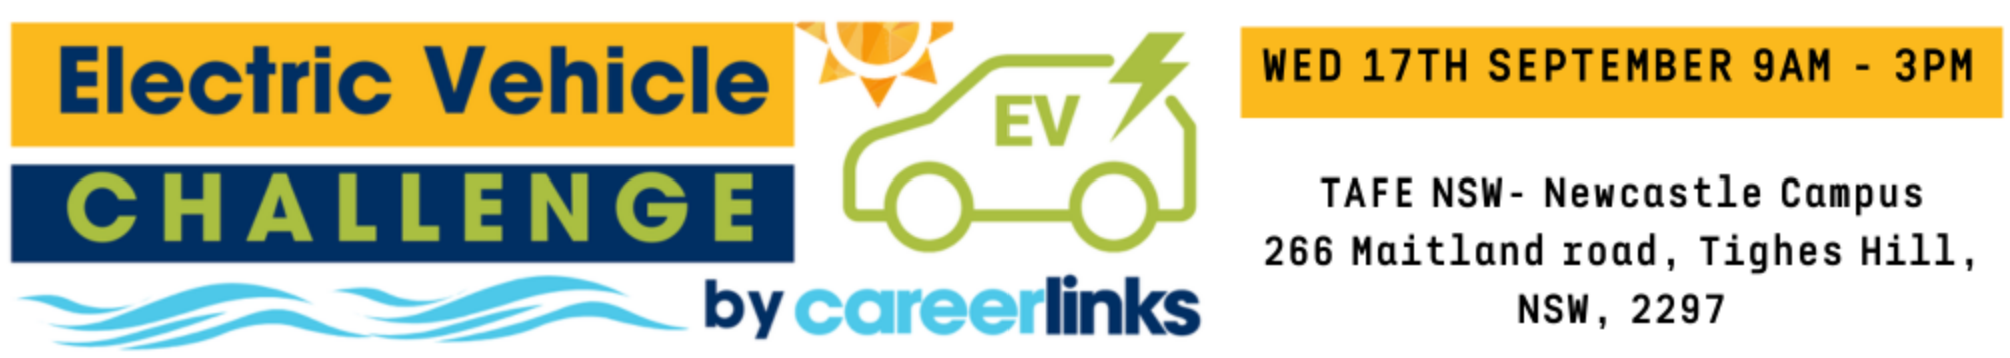 Electric Vehicle
CHALLENGE
EV
by careerlinks
WED 17TH SEPTEMBER 9AM - 3PM
TAFE NSW- Newcastle Campus
266 Maitland road, Tighes Hill,
NSW, 2297